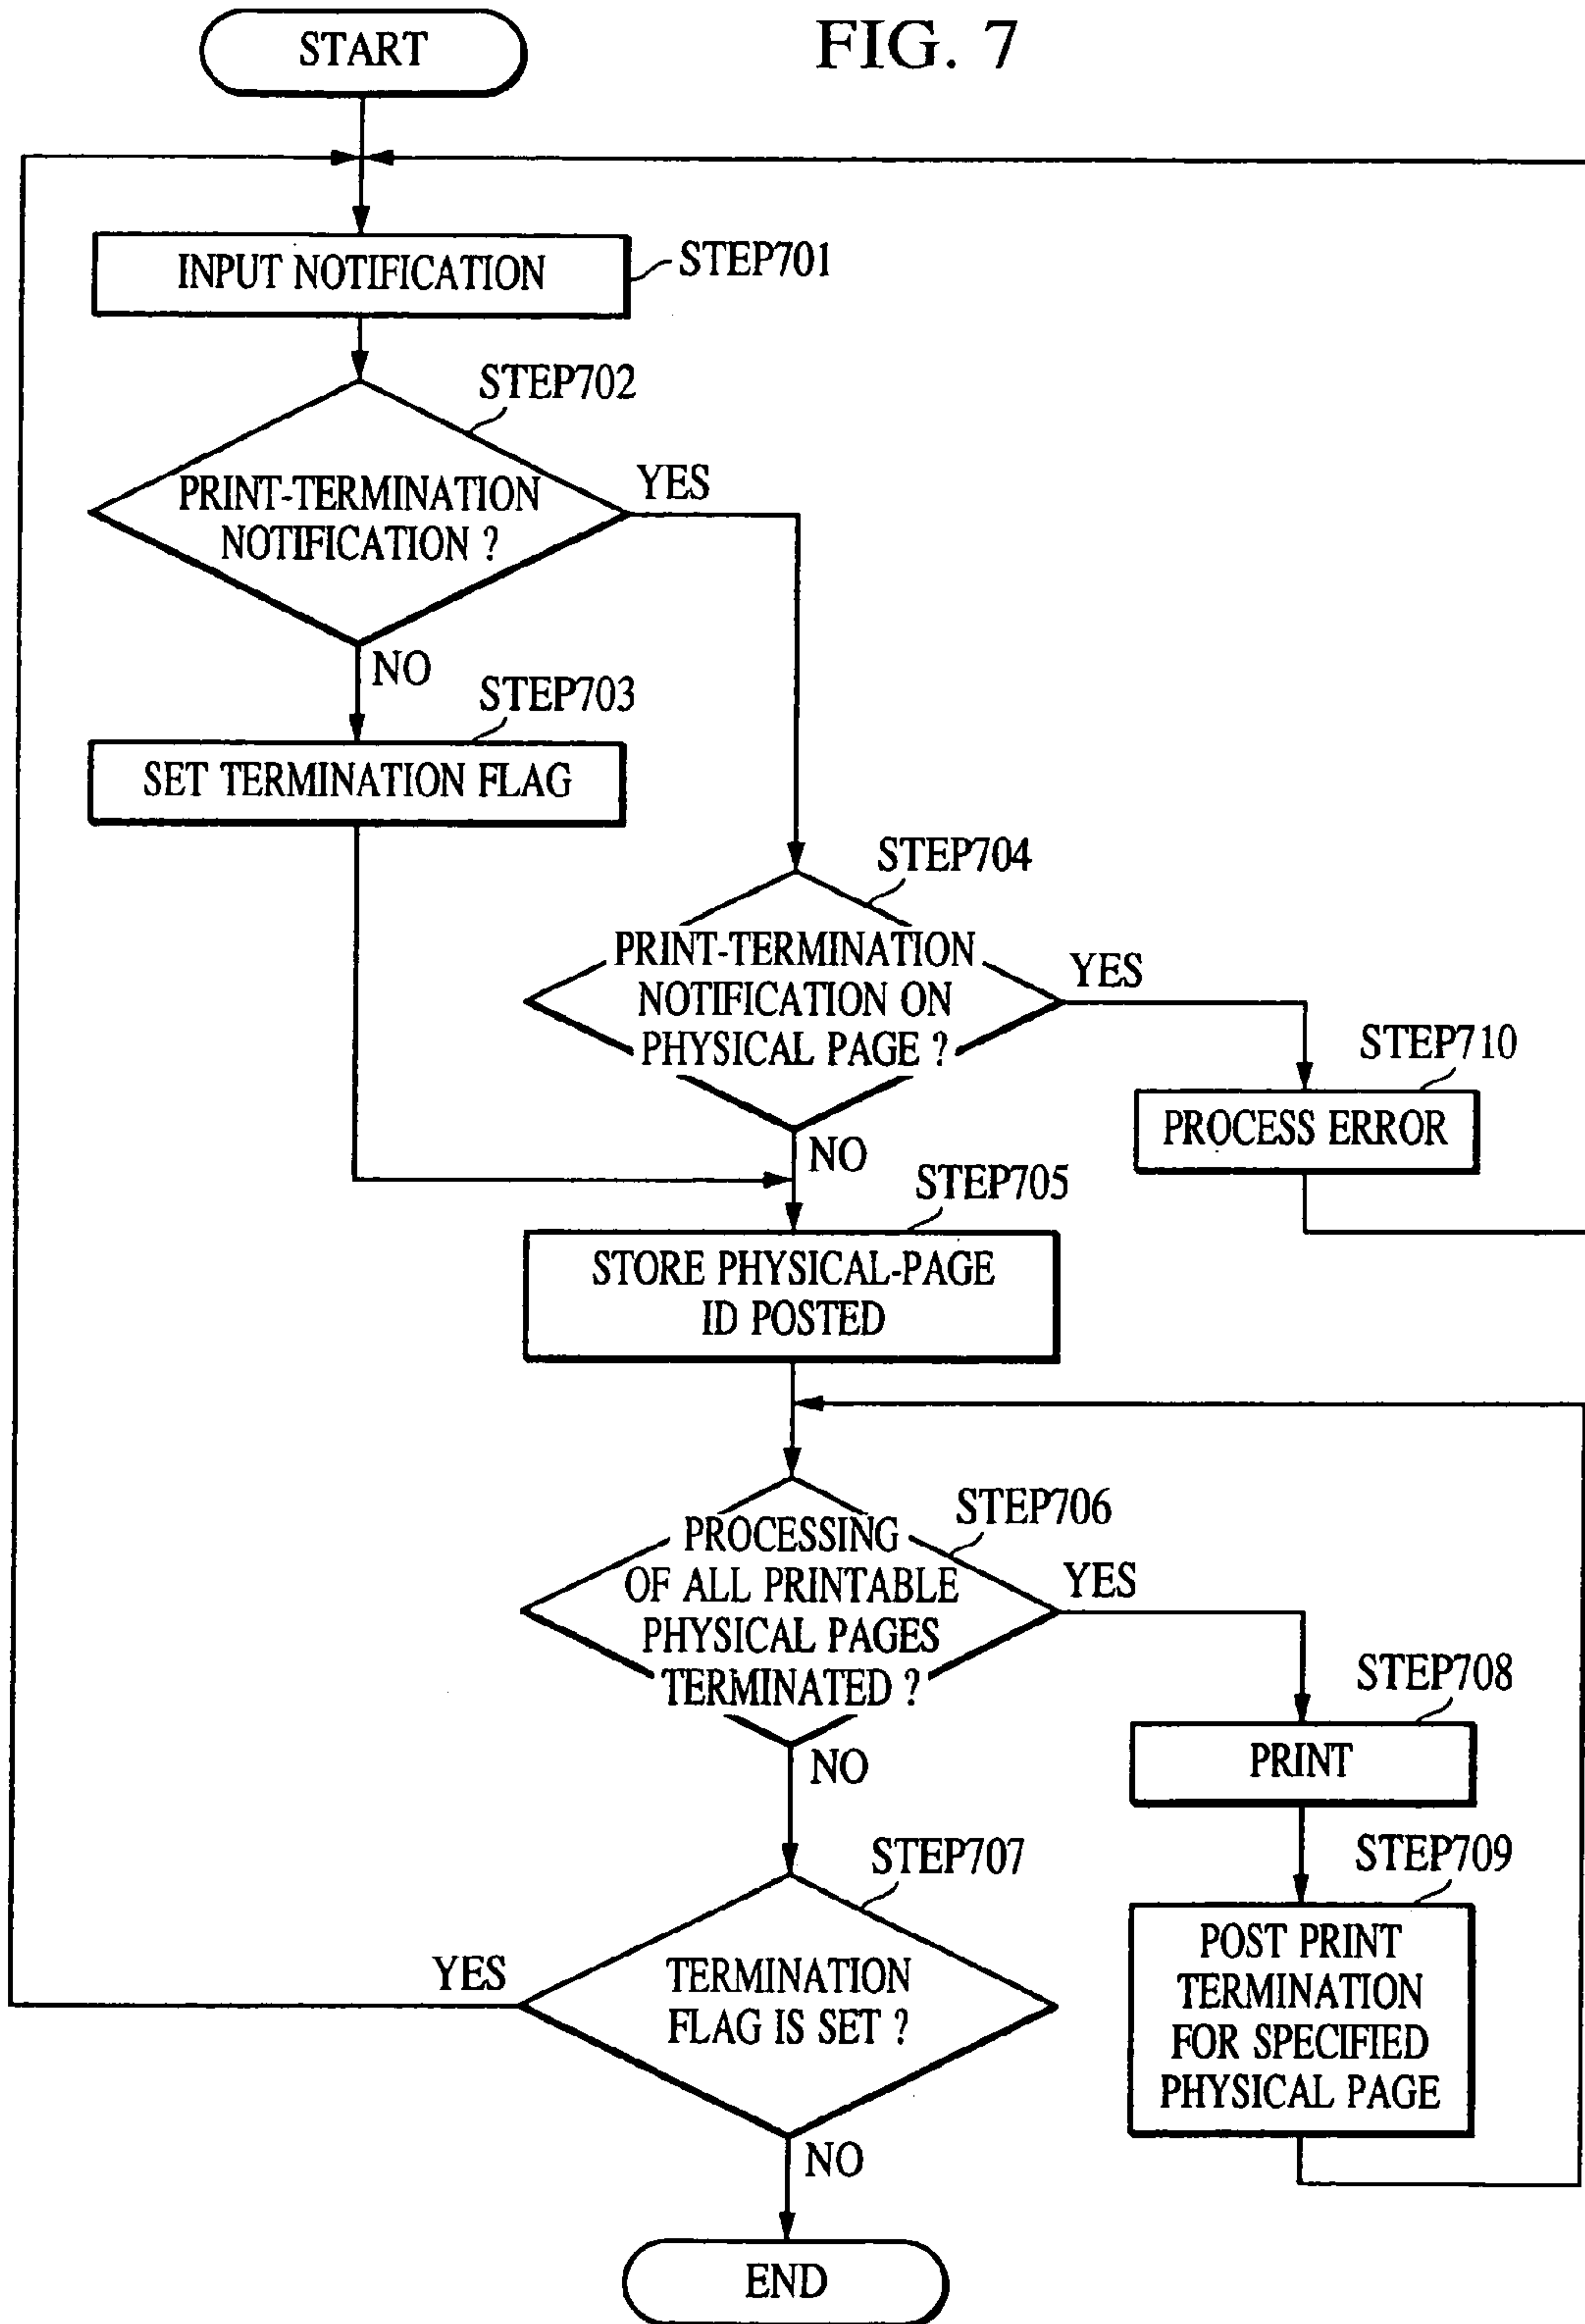 FIG. 7
START
INPUT NOTIFICATION
STEP701
STEP702
PRINT-TERMINATION
NOTIFICATION ?
YES
NO
STEP703
SET TERMINATION FLAG
STEP704
PRINT-TERMINATION
NOTIFICATION ON
PHYSICAL PAGE ?
YES
STEP710
PROCESS ERROR
NO
STEP705
STORE PHYSICAL-PAGE
ID POSTED
STEP706
PROCESSING
OF ALL PRINTABLE
PHYSICAL PAGES
TERMINATED ?
YES
STEP708
PRINT
NO
STEP709
POST PRINT
TERMINATION
FOR SPECIFIED
PHYSICAL PAGE
STEP707
TERMINATION
FLAG IS SET ?
YES
NO
END